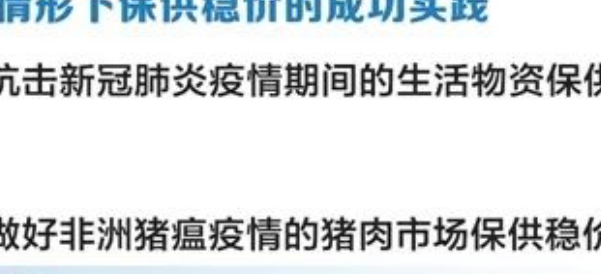 情形下保供稳价的成功实践
抗击新冠肺炎疫情期间的生活物资保供
做好非洲猪瘟疫情的猪肉市场保供稳价